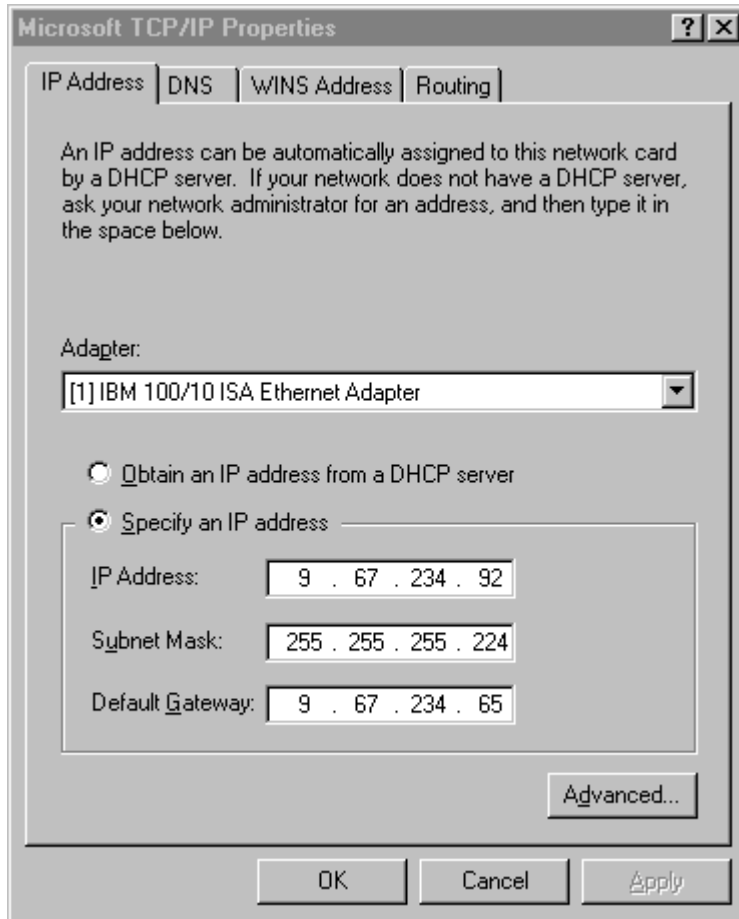 Microsoft TCP/IP Properties
IP Address DNS WINS Address Routing
An IP address can be automatically assigned to this network card
by a DHCP server. If your network does not have a DHCP server,
ask your network administrator for an address, and then type it in
the space below.
Adapter:
[1] IBM 100/10 ISA Ethernet Adapter
Obtain an IP address from a DHCP server
Specify an IP address
IP Address: 9 . 67 . 234 . 92
Subnet Mask: 255 . 255 . 255 . 224
Default Gateway: 9 . 67 . 234 . 65
Advanced...
OK Cancel Apply